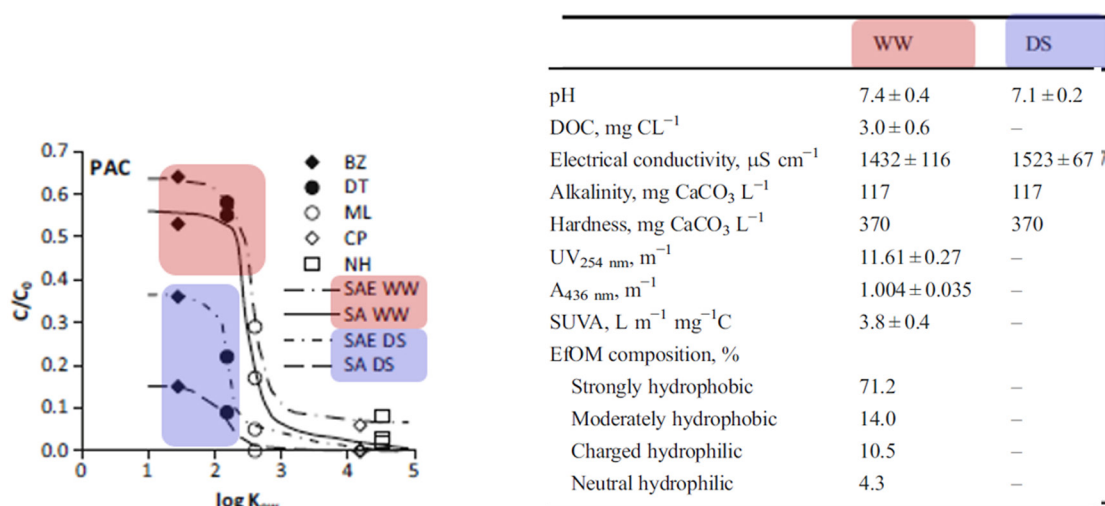 PAC
0.7
0.6
0.5
0.4
0.3
0.2
0.1
0.0
C/C₀
0 1 2 3 4 5
BZ
DT
ML
CP
NH
SAE WW
SA WW
SAE DS
SA DS
WW DS
pH 7.4 ± 0.4 7.1 ± 0.2
DOC, mg CL⁻¹ 3.0 ± 0.6 –
Electrical conductivity, µS cm⁻¹ 1432 ± 116 1523 ± 67
Alkalinity, mg CaCO₃ L⁻¹ 117 117
Hardness, mg CaCO₃ L⁻¹ 370 370
UV₂₅₄ ₙₘ, m⁻¹ 11.61 ± 0.27 –
A₄₃₆ ₙₘ, m⁻¹ 1.004 ± 0.035 –
SUVA, L m⁻¹ mg⁻¹C 3.8 ± 0.4 –
EfOM composition, %
Strongly hydrophobic 71.2 –
Moderately hydrophobic 14.0 –
Charged hydrophilic 10.5 –
Neutral hydrophilic 4.3 –
log